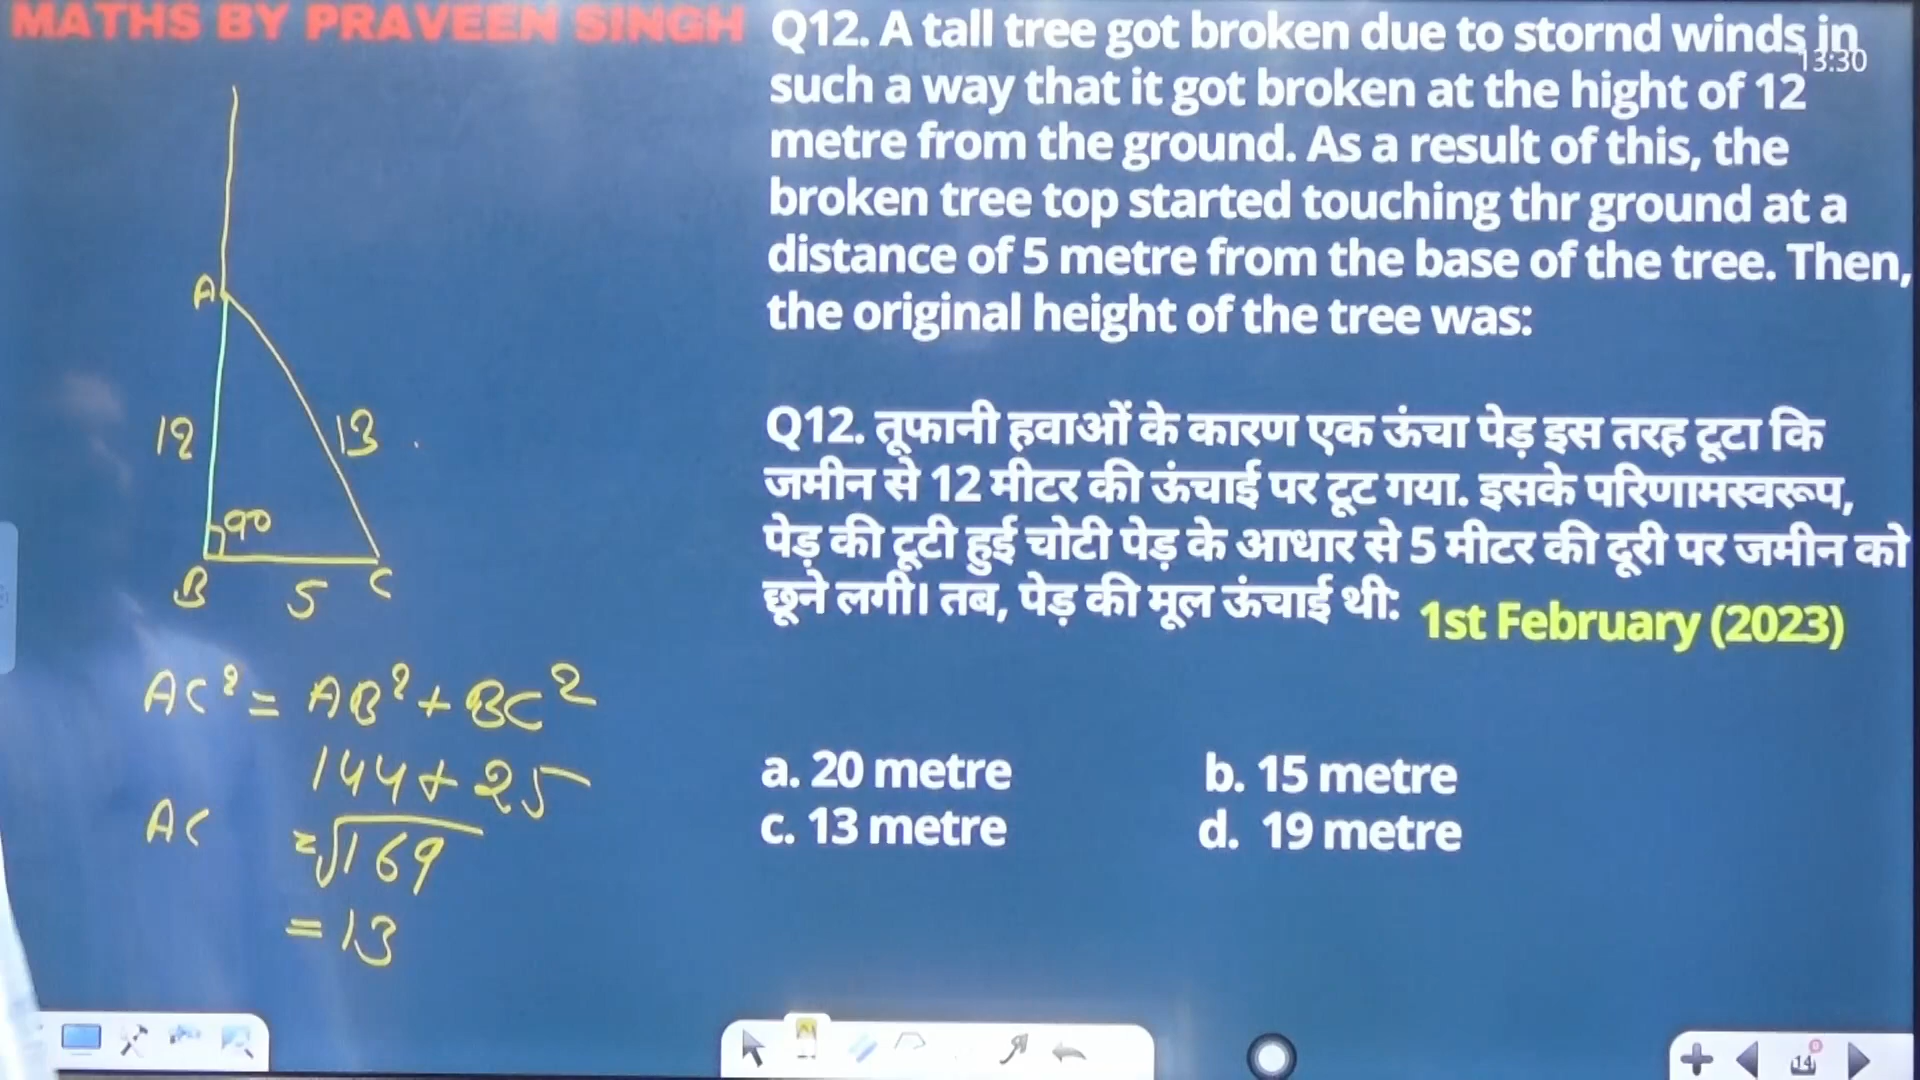 MATHS BY PRAVEEN SINGH
Q12. A tall tree got broken due to stornd winds in
13:30
such a way that it got broken at the hight of 12
metre from the ground. As a result of this, the
broken tree top started touching thr ground at a
distance of 5 metre from the base of the tree. Then,
the original height of the tree was:
Q12. तूफानी हवाओं के कारण एक ऊंचा पेड़ इस तरह टूटा कि
जमीन से 12 मीटर की ऊंचाई पर टूट गया. इसके परिणामस्वरूप,
पेड़ की टूटी हुई चोटी पेड़ के आधार से 5 मीटर की दूरी पर जमीन को
छूने लगी। तब, पेड़ की मूल ऊंचाई थी:
1st February (2023)
a. 20 metre
b. 15 metre
c. 13 metre
d. 19 metre
A
12
13
90
B
5
C
AC² = AB² + BC²
144 + 25
AC = √169
= 13
14